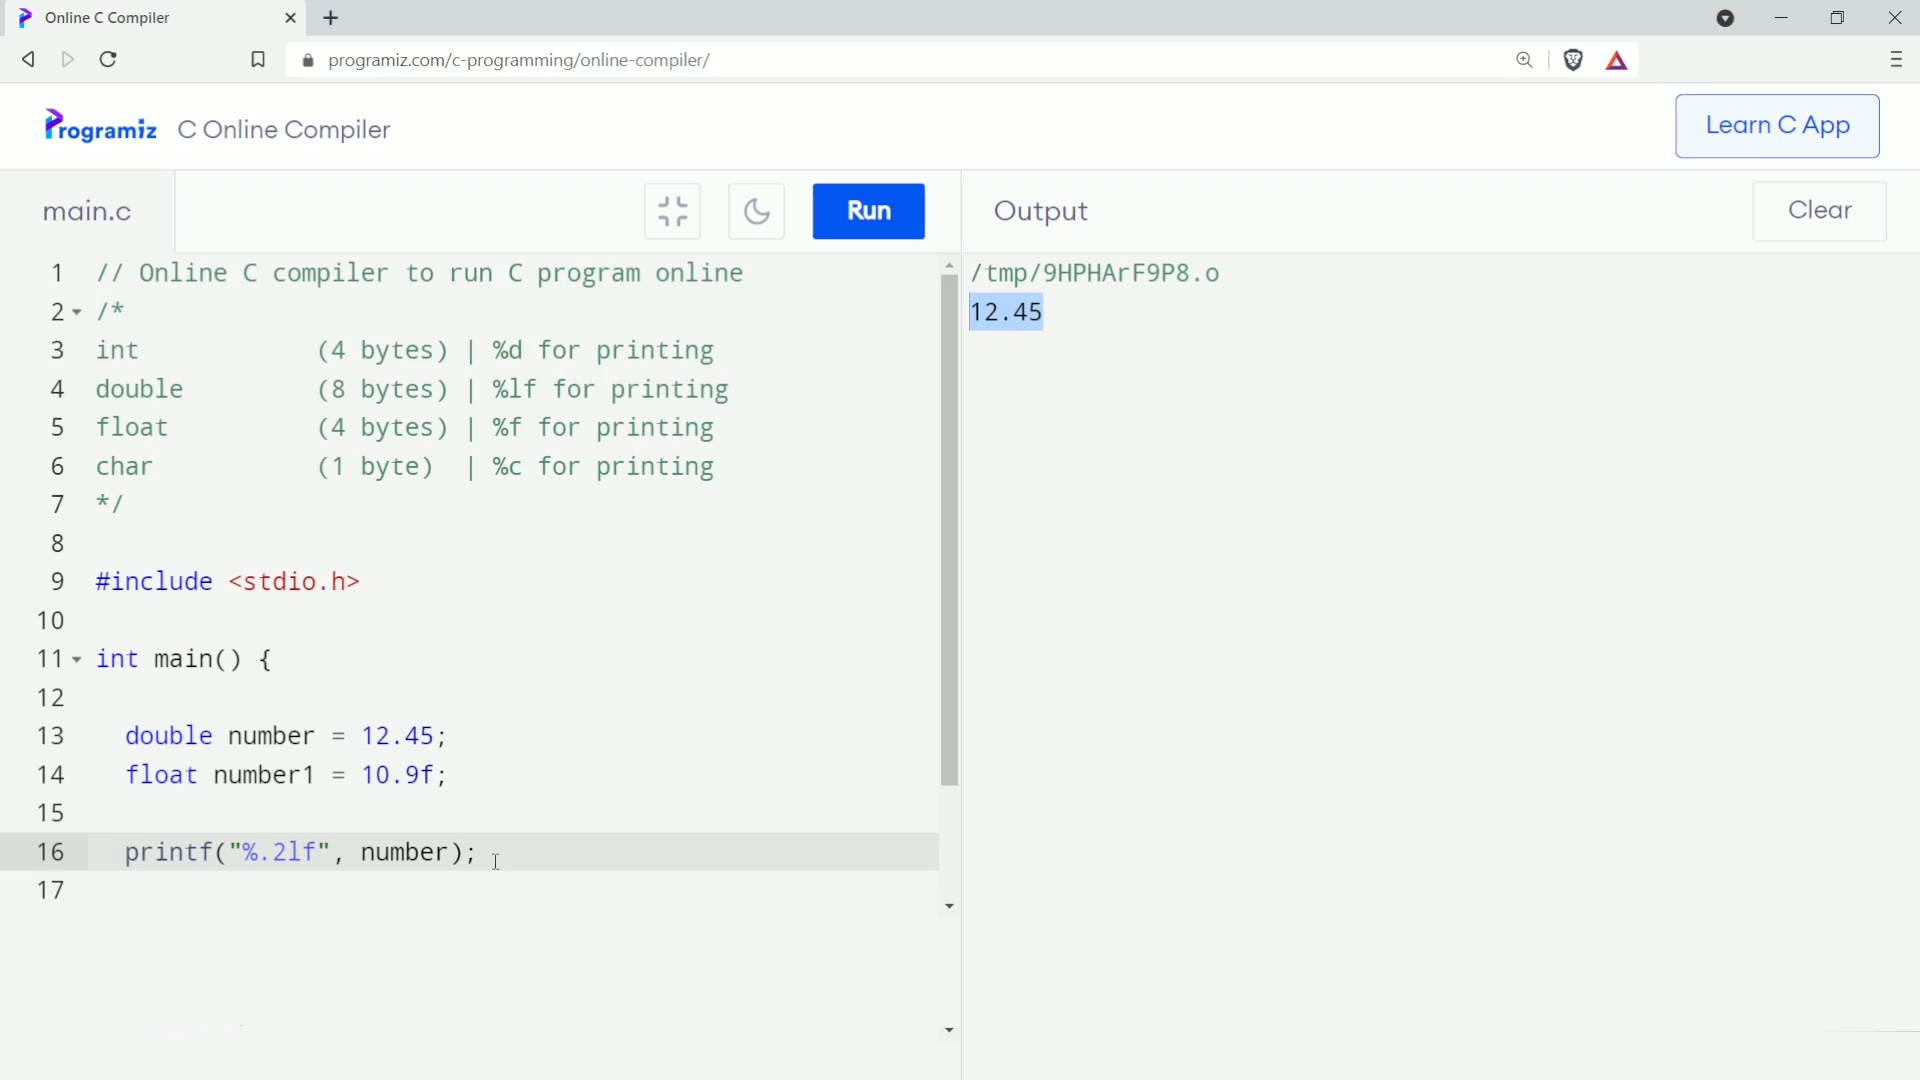 Online C Compiler
programiz.com/c-programming/online-compiler/
Programiz C Online Compiler
Learn C App
main.c
Run
Output
Clear
1 // Online C compiler to run C program online
2 /*
3 int (4 bytes) | %d for printing
4 double (8 bytes) | %lf for printing
5 float (4 bytes) | %f for printing
6 char (1 byte) | %c for printing
7 */
8
9 #include <stdio.h>
10
11 int main() {
12
13 double number = 12.45;
14 float number1 = 10.9f;
15
16 printf("%.2lf", number);
17
/tmp/9HPHArF9P8.o
12.45